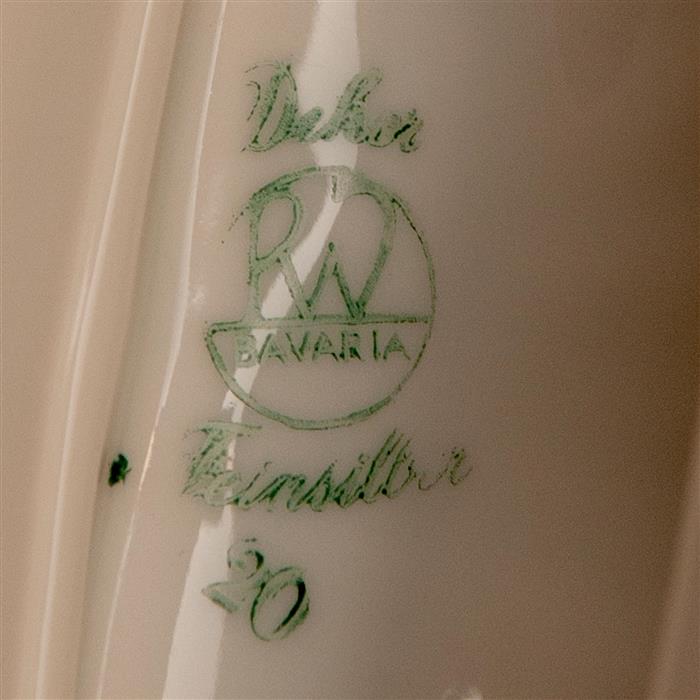 Dekor
RW
BAVARIA
Feinsilber
20